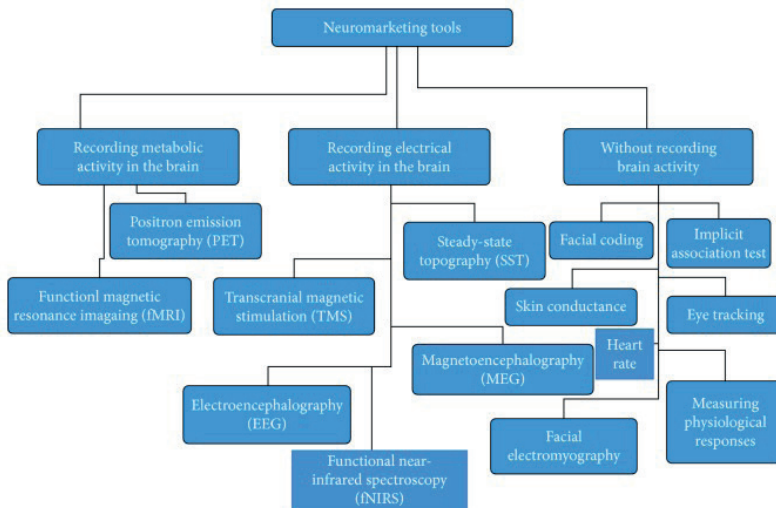 Neuromarketing tools
Recording metabolic
activity in the brain
Recording electrical
activity in the brain
Without recording
brain activity
Positron emission
tomography (PET)
Steady-state
topography (SST)
Facial coding
Implicit
association test
Functionl magnetic
resonance imagaing (fMRI)
Transcranial magnetic
stimulation (TMS)
Skin conductance
Eye tracking
Heart
rate
Magnetoencephalography
(MEG)
Electroencephalography
(EEG)
Facial
electromyography
Measuring
physiological
responses
Functional near-
infrared spectroscopy
(fNIRS)